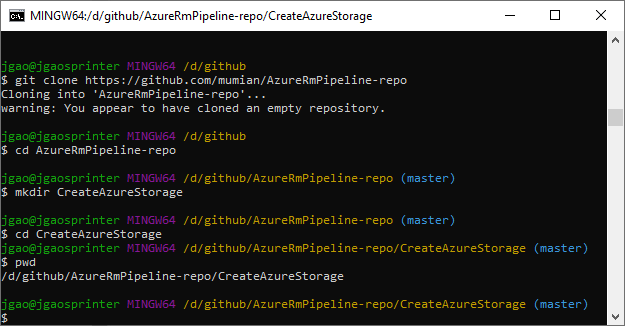 MINGW64:/d/github/AzureRmPipeline-repo/CreateAzureStorage
jgao@jgaosprinter MINGW64 /d/github
$ git clone https://github.com/mumian/AzureRmPipeline-repo
Cloning into 'AzureRmPipeline-repo'...
warning: You appear to have cloned an empty repository.
jgao@jgaosprinter MINGW64 /d/github
$ cd AzureRmPipeline-repo
jgao@jgaosprinter MINGW64 /d/github/AzureRmPipeline-repo (master)
$ mkdir CreateAzureStorage
jgao@jgaosprinter MINGW64 /d/github/AzureRmPipeline-repo (master)
$ cd CreateAzureStorage
jgao@jgaosprinter MINGW64 /d/github/AzureRmPipeline-repo/CreateAzureStorage (master)
$ pwd
/d/github/AzureRmPipeline-repo/CreateAzureStorage
jgao@jgaosprinter MINGW64 /d/github/AzureRmPipeline-repo/CreateAzureStorage (master)
$